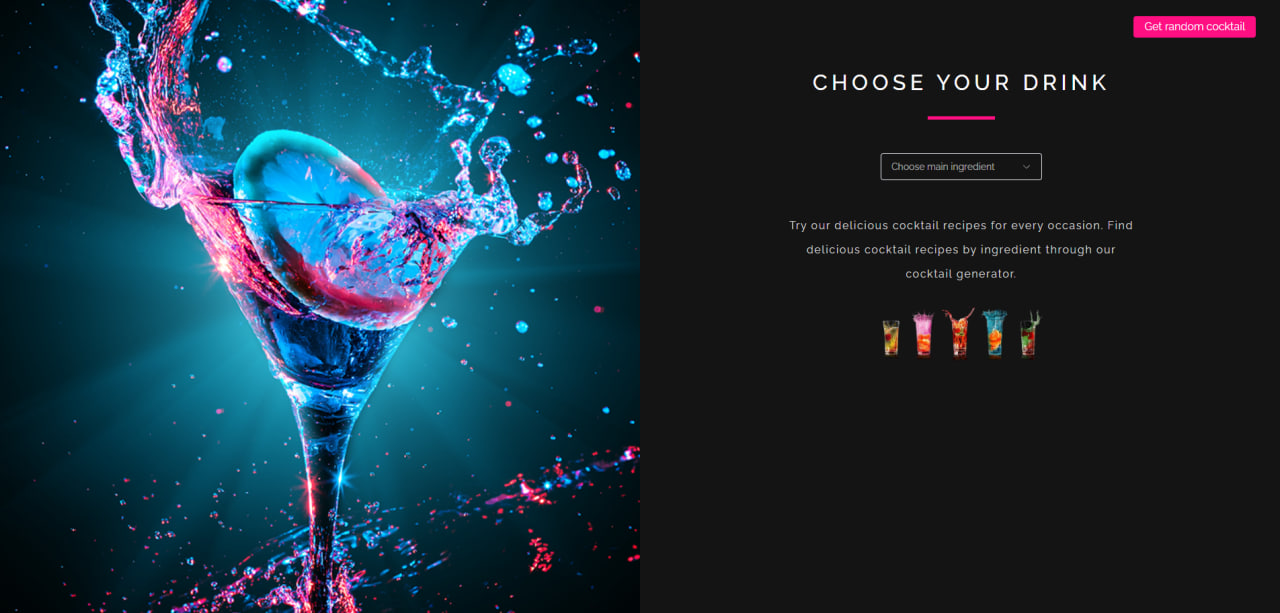 Get random cocktail
CHOOSE YOUR DRINK
Choose main ingredient
Try our delicious cocktail recipes for every occasion. Find
delicious cocktail recipes by ingredient through our
cocktail generator.